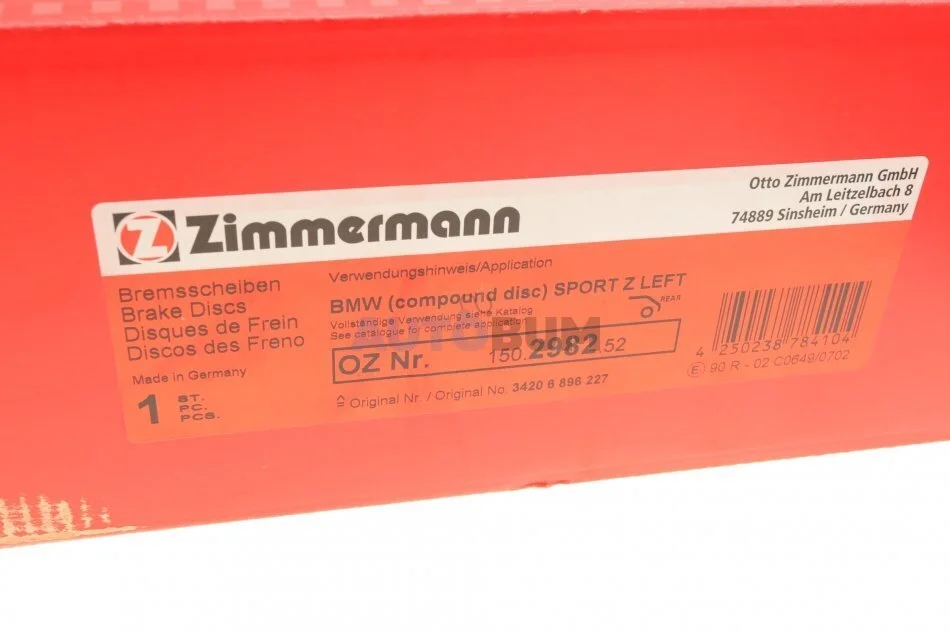 Z Zimmermann
Otto Zimmermann GmbH
Am Leitzelbach 8
74889 Sinsheim / Germany
Bremsscheiben
Brake Discs
Disques de Frein
Discos des Freno
Made in Germany
1 ST.
PC.
PCS.
Verwendungshinweis/Application
BMW (compound disc) SPORT Z LEFT
Vollständige Verwendung siehe Katalog
See catalogue for complete application
REAR
AUTOBUM
OZ Nr. 150.2982.52
≙ Original Nr. / Original No. 3420 6 896 227
4 250238 784104
E 90 R - 02 C0649/0702